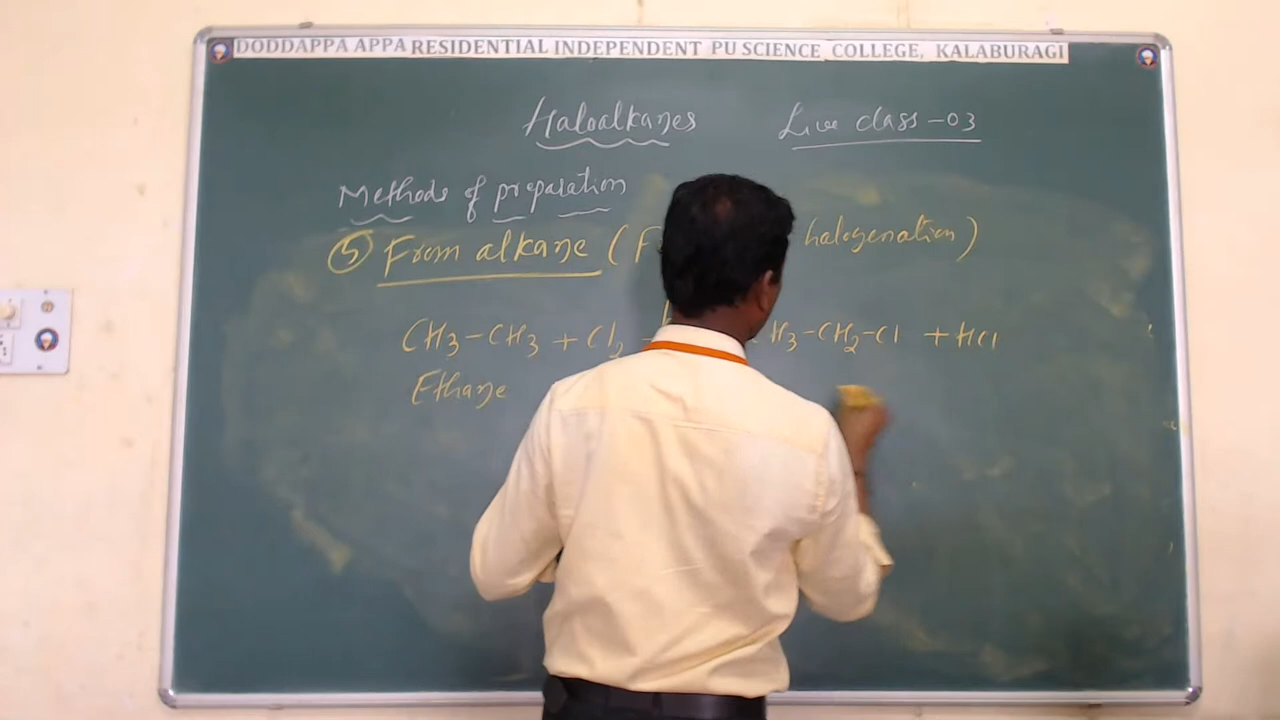 DODDAPPA APPA RESIDENTIAL INDEPENDENT PU SCIENCE COLLEGE, KALABURAGI
Haloalkanes Live class -03
Methods of preparation
⑤ From alkane ( halogenation)
CH3-CH3 + Cl2 H3-CH2-Cl + HCl
Ethane